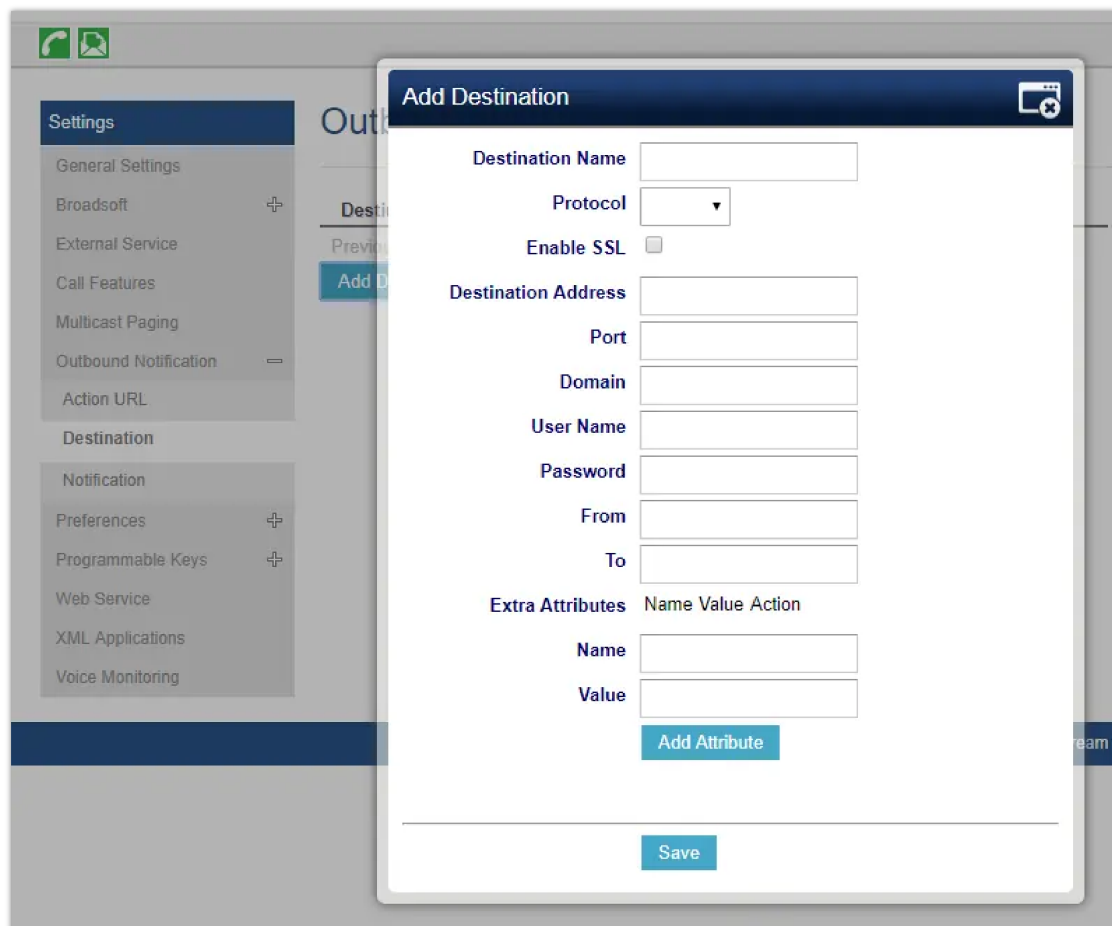 Settings
General Settings
Broadsoft
External Service
Call Features
Multicast Paging
Outbound Notification
Action URL
Destination
Notification
Preferences
Programmable Keys
Web Service
XML Applications
Voice Monitoring
Add Destination
Destination Name
Protocol
Enable SSL
Destination Address
Port
Domain
User Name
Password
From
To
Extra Attributes Name Value Action
Name
Value
Add Attribute
Save